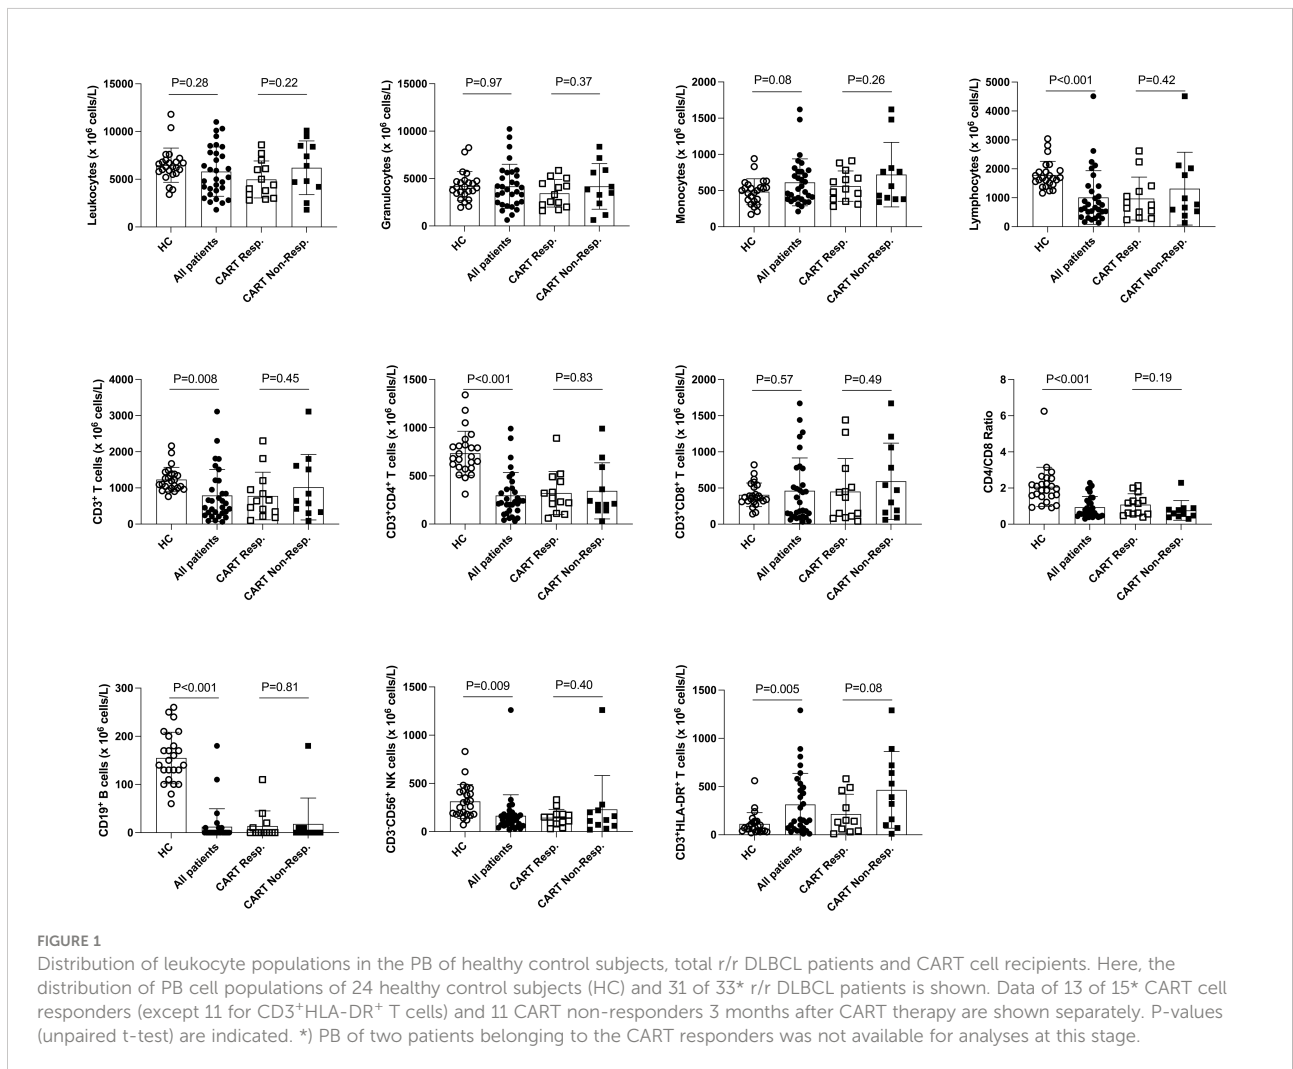 P=0.28 P=0.22
Leukocytes (x 10⁶ cells/L)
15000
10000
5000
0
HC
All patients
CART Resp.
CART Non-Resp.
P=0.97 P=0.37
Granulocytes (x 10⁶ cells/L)
15000
10000
5000
0
HC
All patients
CART Resp.
CART Non-Resp.
P=0.08 P=0.26
Monocytes (x 10⁶ cells/L)
2000
1500
1000
500
0
HC
All patients
CART Resp.
CART Non-Resp.
P<0.001 P=0.42
Lymphocytes (x 10⁶ cells/L)
5000
4000
3000
2000
1000
0
HC
All patients
CART Resp.
CART Non-Resp.
P=0.008 P=0.45
CD3⁺ T cells (x 10⁶ cells/L)
4000
3000
2000
1000
0
HC
All patients
CART Resp.
CART Non-Resp.
P<0.001 P=0.83
CD3⁺CD4⁺ T cells (x 10⁶ cells/L)
1500
1000
500
0
HC
All patients
CART Resp.
CART Non-Resp.
P=0.57 P=0.49
CD3⁺CD8⁺ T cells (x 10⁶ cells/L)
2000
1500
1000
500
0
HC
All patients
CART Resp.
CART Non-Resp.
P<0.001 P=0.19
CD4/CD8 Ratio
8
6
4
2
0
HC
All patients
CART Resp.
CART Non-Resp.
P<0.001 P=0.81
CD19⁺ B cells (x 10⁶ cells/L)
300
200
100
0
HC
All patients
CART Resp.
CART Non-Resp.
P=0.009 P=0.40
CD3⁻CD56⁺ NK cells (x 10⁶ cells/L)
1500
1000
500
0
HC
All patients
CART Resp.
CART Non-Resp.
P=0.005 P=0.08
CD3⁺HLA-DR⁺ T cells (x 10⁶ cells/L)
1500
1000
500
0
HC
All patients
CART Resp.
CART Non-Resp.
FIGURE 1
Distribution of leukocyte populations in the PB of healthy control subjects, total r/r DLBCL patients and CART cell recipients. Here, the
distribution of PB cell populations of 24 healthy control subjects (HC) and 31 of 33* r/r DLBCL patients is shown. Data of 13 of 15* CART cell
responders (except 11 for CD3⁺HLA-DR⁺ T cells) and 11 CART non-responders 3 months after CART therapy are shown separately. P-values
(unpaired t-test) are indicated. *) PB of two patients belonging to the CART responders was not available for analyses at this stage.